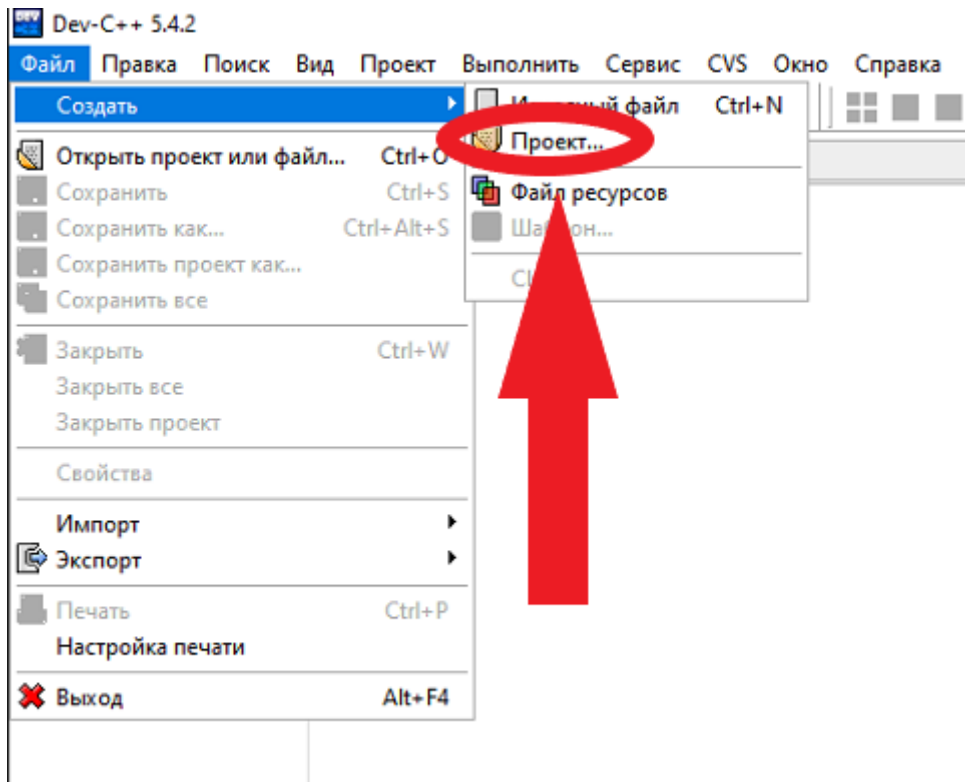 Dev-C++ 5.4.2
Файл Правка Поиск Вид Проект Выполнить Сервис CVS Окно Справка
Создать
файл Ctrl+N
Проект...
Открыть проект или файл... Ctrl+O
Файл ресурсов
Сохранить Ctrl+S
Сохранить как... Ctrl+Alt+S
Сохранить проект как...
Сохранить все
Закрыть Ctrl+W
Закрыть все
Закрыть проект
Свойства
Импорт
Экспорт
Печать Ctrl+P
Настройка печати
Выход Alt+F4